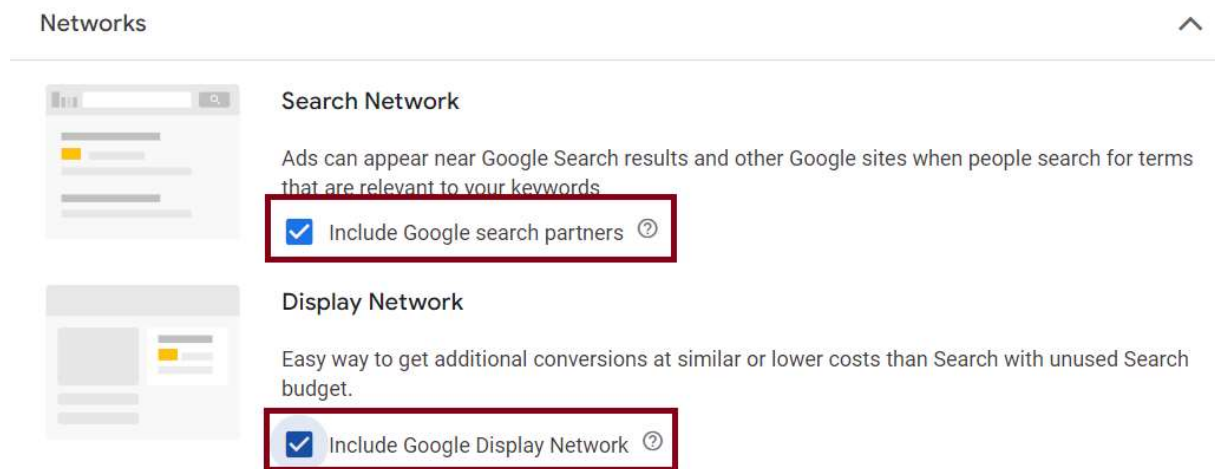 Networks
Search Network
Ads can appear near Google Search results and other Google sites when people search for terms
that are relevant to your keywords
Include Google search partners
Display Network
Easy way to get additional conversions at similar or lower costs than Search with unused Search
budget.
Include Google Display Network